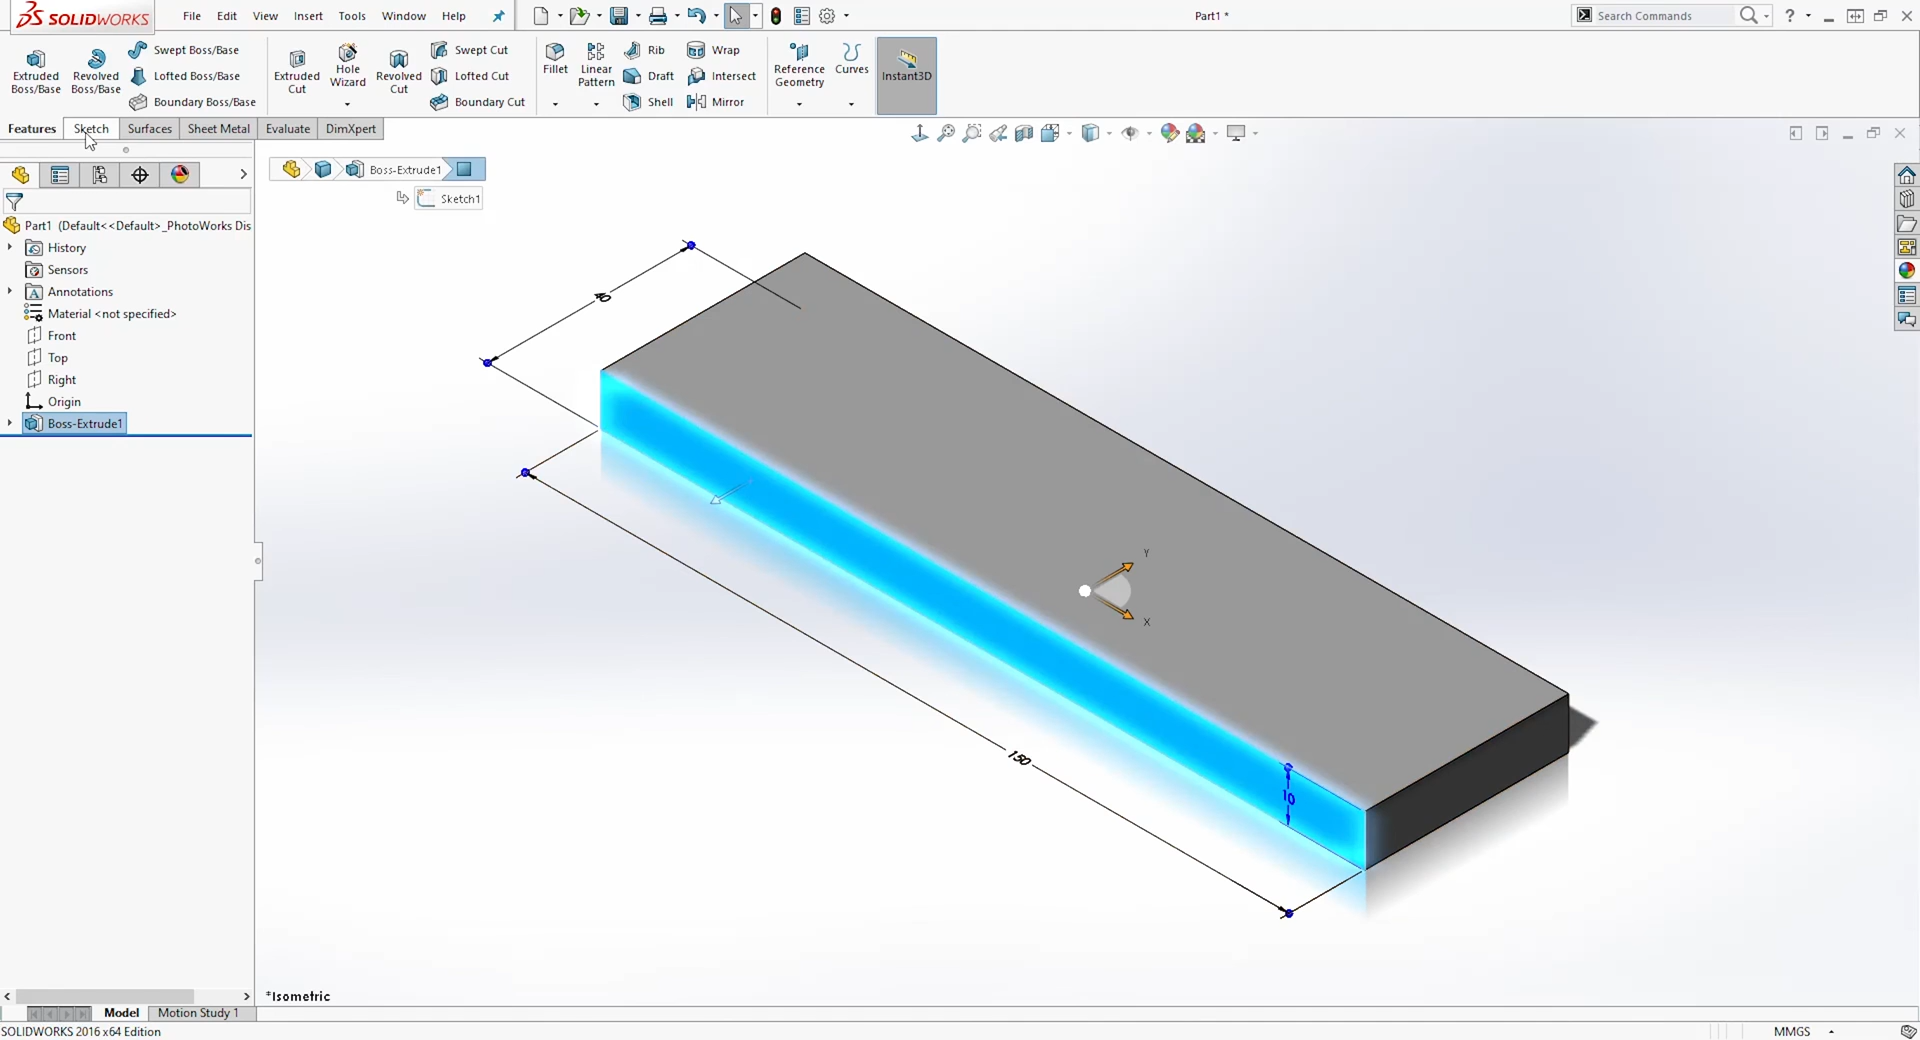 SOLIDWORKS File Edit View Insert Tools Window Help Part1 * Search Commands ?
Extruded Boss/Base
Revolved Boss/Base
Swept Boss/Base
Lofted Boss/Base
Boundary Boss/Base
Extruded Cut
Hole Wizard
Revolved Cut
Swept Cut
Lofted Cut
Boundary Cut
Fillet
Linear Pattern
Rib
Draft
Shell
Wrap
Intersect
Mirror
Reference Geometry
Curves
Instant3D
Features Sketch Surfaces Sheet Metal Evaluate DimXpert
Boss-Extrude1
Sketch1
Part1 (Default<<Default>_PhotoWorks Dis
History
Sensors
Annotations
Material <not specified>
Front
Top
Right
Origin
Boss-Extrude1
40
Y
X
150
10
*Isometric
Model Motion Study 1
SOLIDWORKS 2016 x64 Edition MMGS